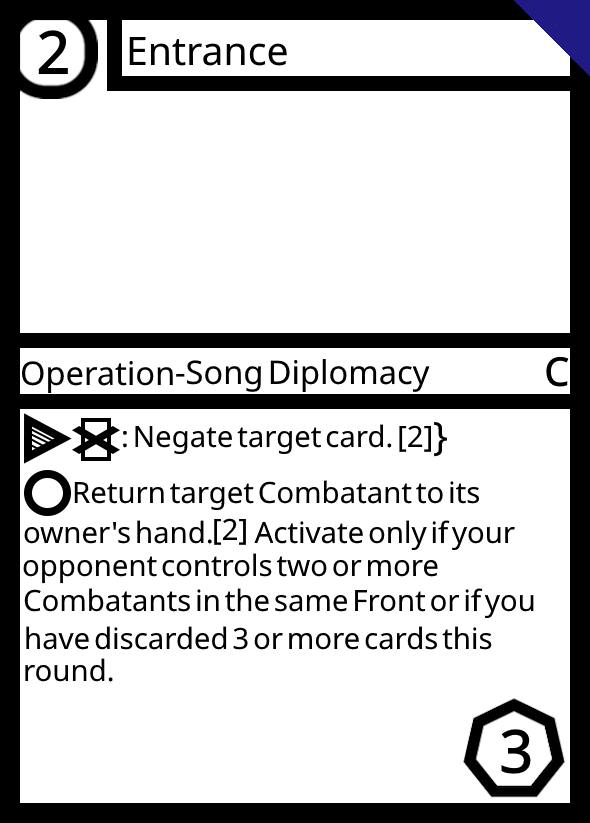 2
Entrance
Operation-Song Diplomacy
C
: Negate target card. [2]}
Return target Combatant to its
owner's hand.[2] Activate only if your
opponent controls two or more
Combatants in the same Front or if you
have discarded 3 or more cards this
round.
3